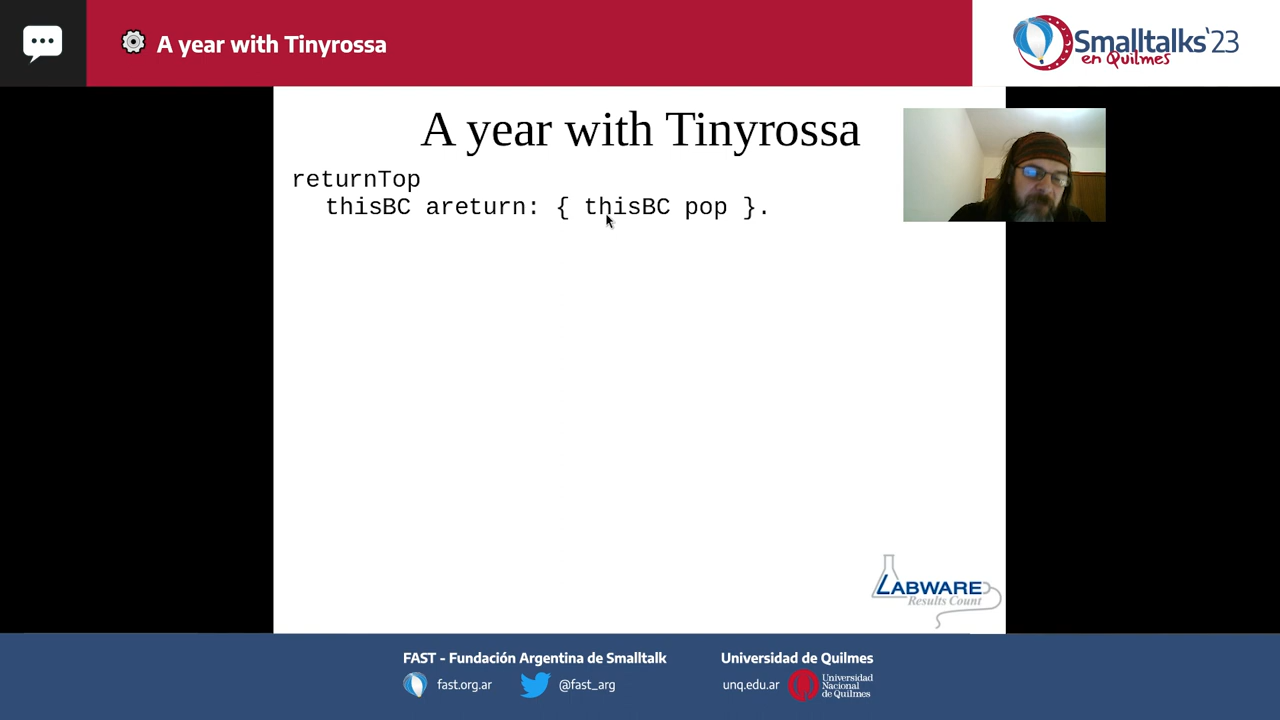 A year with Tinyrossa
Smalltalks'23
en Quilmes
A year with Tinyrossa
returnTop
thisBC areturn: { thisBC pop }.
LABWARE
Results Count
FAST - Fundación Argentina de Smalltalk
fast.org.ar
@fast_arg
Universidad de Quilmes
unq.edu.ar
Universidad
Nacional
de Quilmes